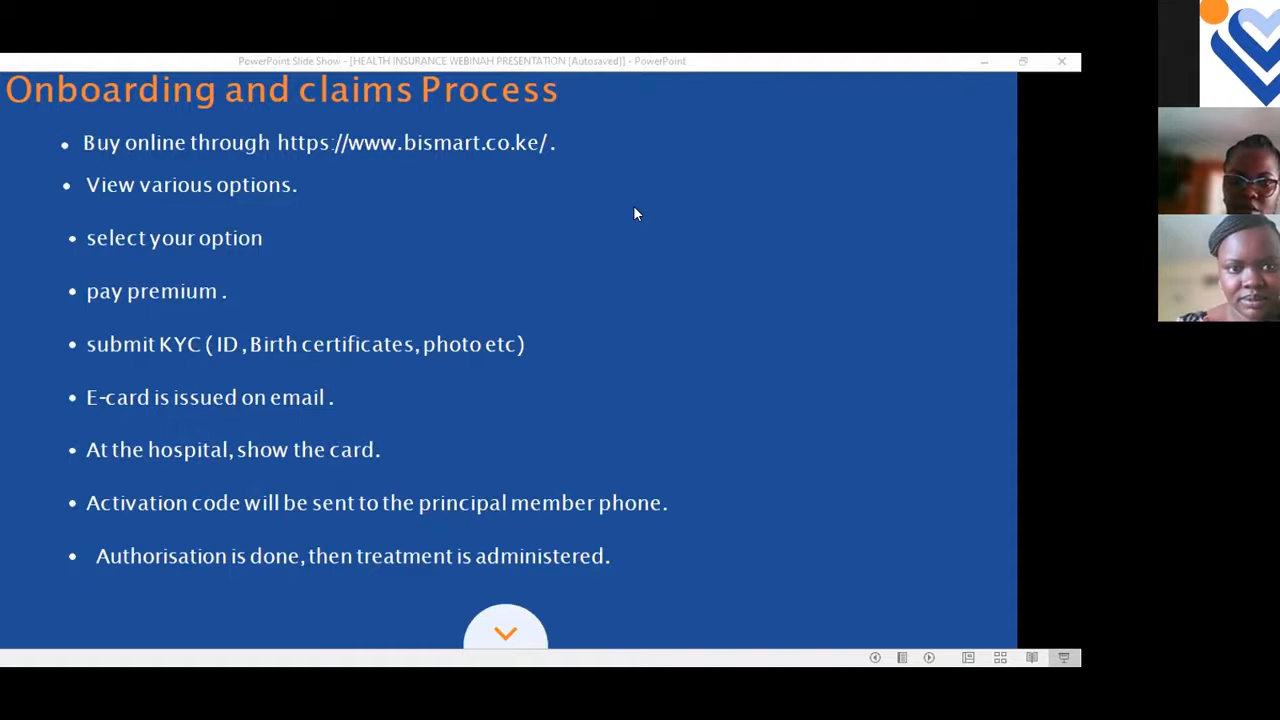 PowerPoint Slide Show - [HEALTH INSURANCE WEBINAH PRESENTATION [Autosaved]] - PowerPoint
Onboarding and claims Process
• Buy online through https://www.bismart.co.ke/.
• View various options.
• select your option
• pay premium .
• submit KYC ( ID , Birth certificates, photo etc)
• E-card is issued on email .
• At the hospital, show the card.
• Activation code will be sent to the principal member phone.
• Authorisation is done, then treatment is administered.